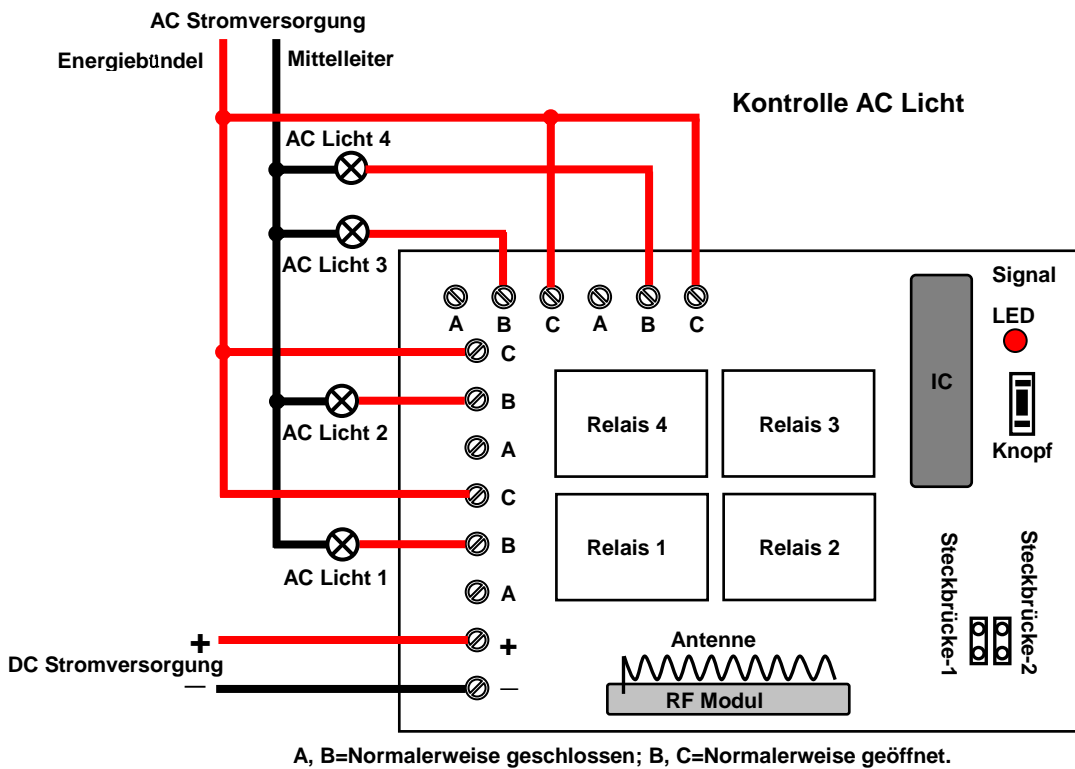 AC Stromversorgung
Energiebündel
Mittelleiter
Kontrolle AC Licht
AC Licht 4
AC Licht 3
Signal
LED
A B C A B C
C
IC
B
Relais 4
Relais 3
AC Licht 2
A
Knopf
C
B
Relais 1
Relais 2
AC Licht 1
A
Steckbrücke-1
Steckbrücke-2
+ +
DC Stromversorgung
Antenne
— —
RF Modul
A, B=Normalerweise geschlossen; B, C=Normalerweise geöffnet.